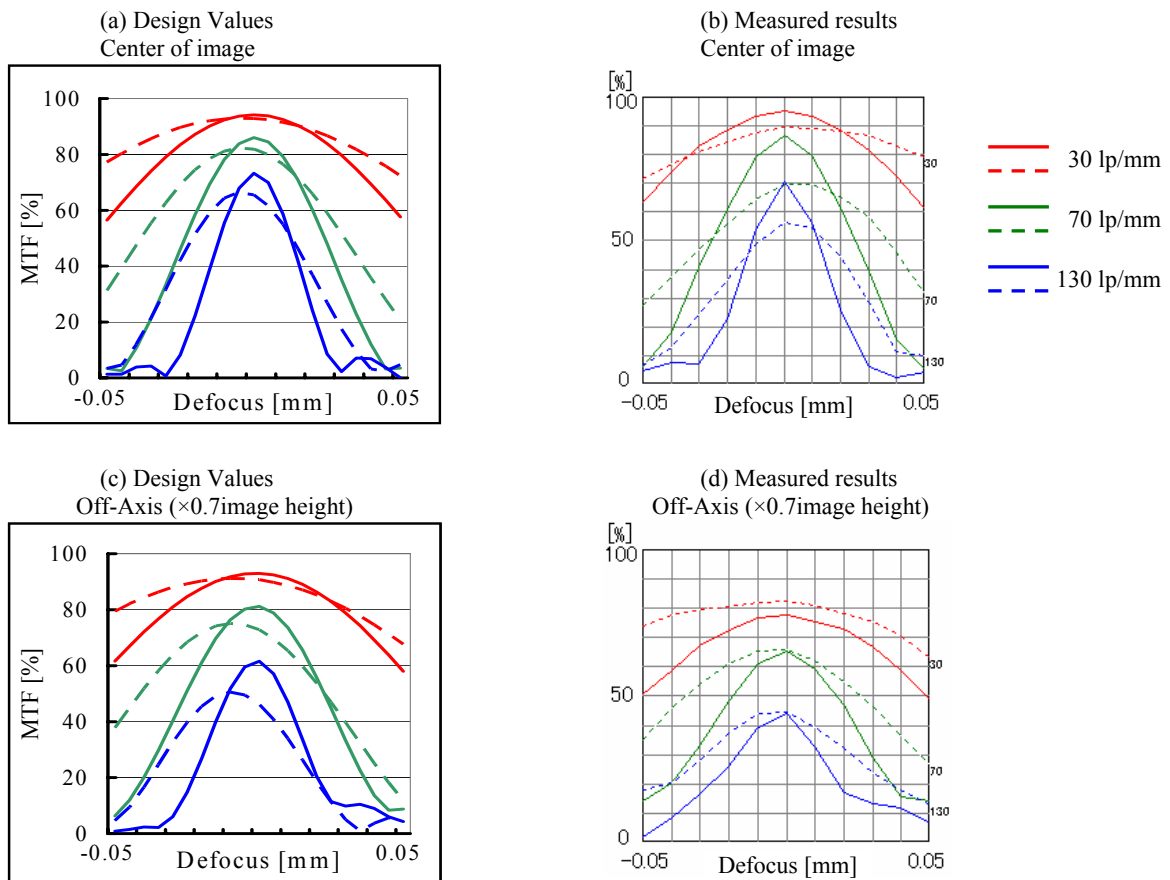 (a) Design Values
Center of image
100
80
60
40
20
0
MTF [%]
-0.05
Defocus [mm]
0.05
(b) Measured results
Center of image
[%]
100
50
0
30
70
130
-0.05
Defocus [mm]
0.05
30 lp/mm
70 lp/mm
130 lp/mm
(c) Design Values
Off-Axis (×0.7image height)
100
80
60
40
20
0
MTF [%]
-0.05
Defocus [mm]
0.05
(d) Measured results
Off-Axis (×0.7image height)
[%]
100
50
0
30
70
130
-0.05
Defocus [mm]
0.05